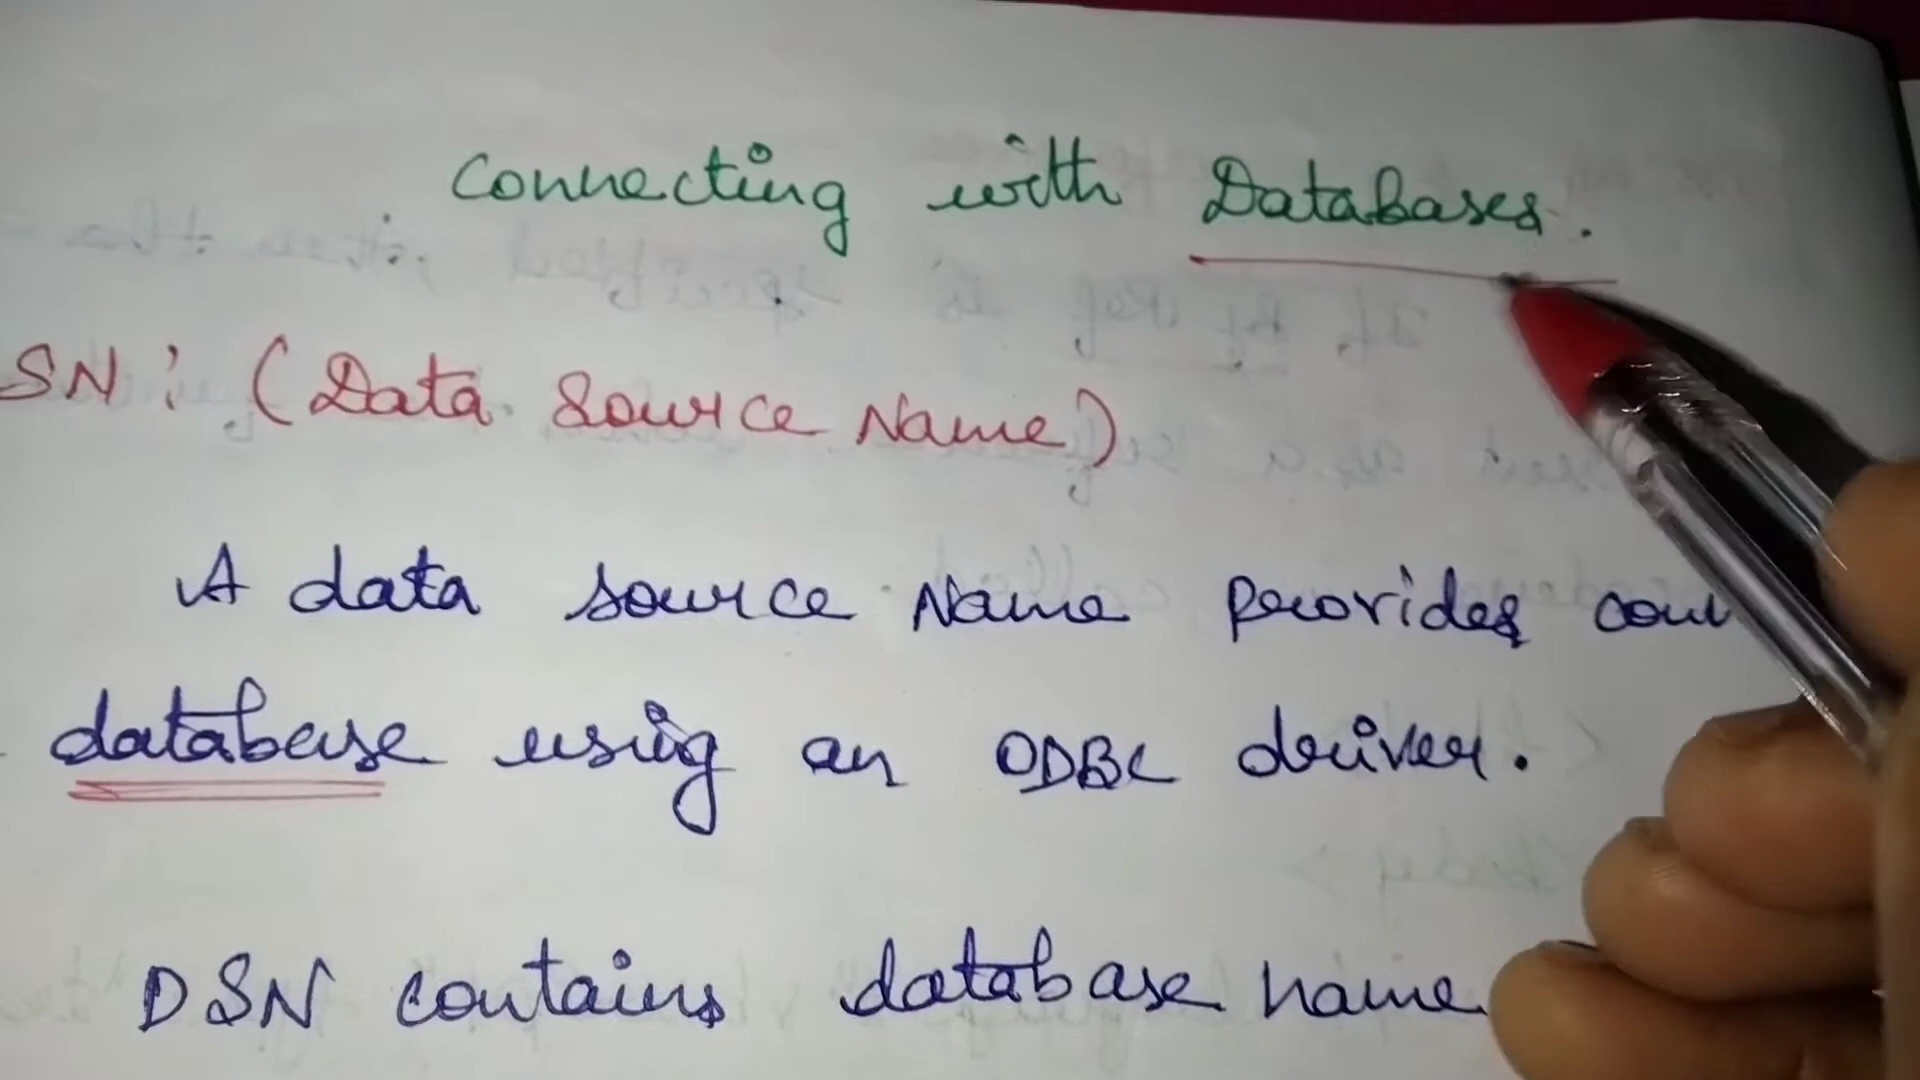 Connecting with Databases.
SN : (Data Source Name)
A data source Name provides
database using an ODBC driver.
DSN contains database name